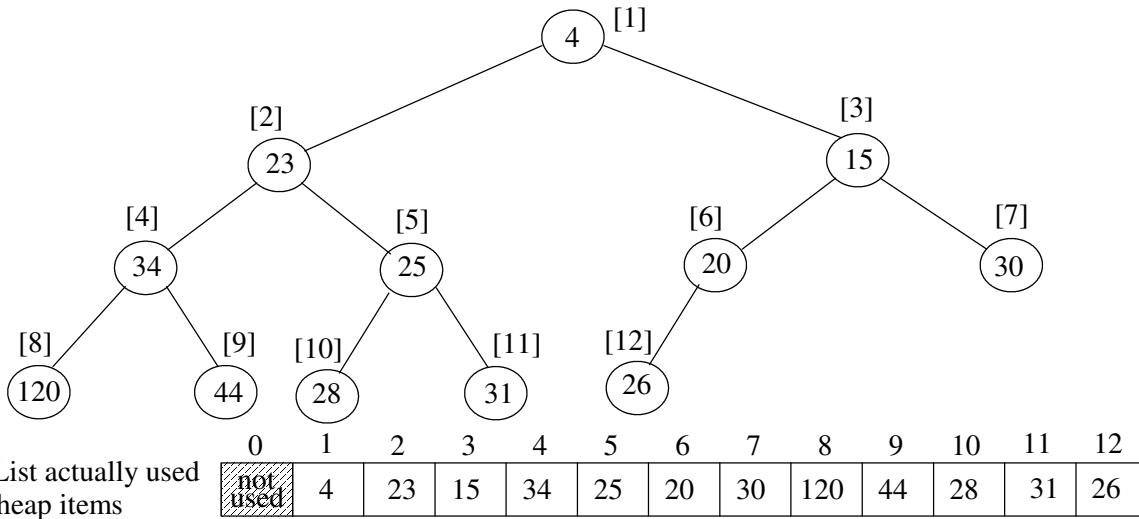 4 [1]
[2] [3]
23 15
[4] [5] [6] [7]
34 25 20 30
[8] [9] [10] [11] [12]
120 44 28 31 26
0 1 2 3 4 5 6 7 8 9 10 11 12
List actually used not used 4 23 15 34 25 20 30 120 44 28 31 26
heap items